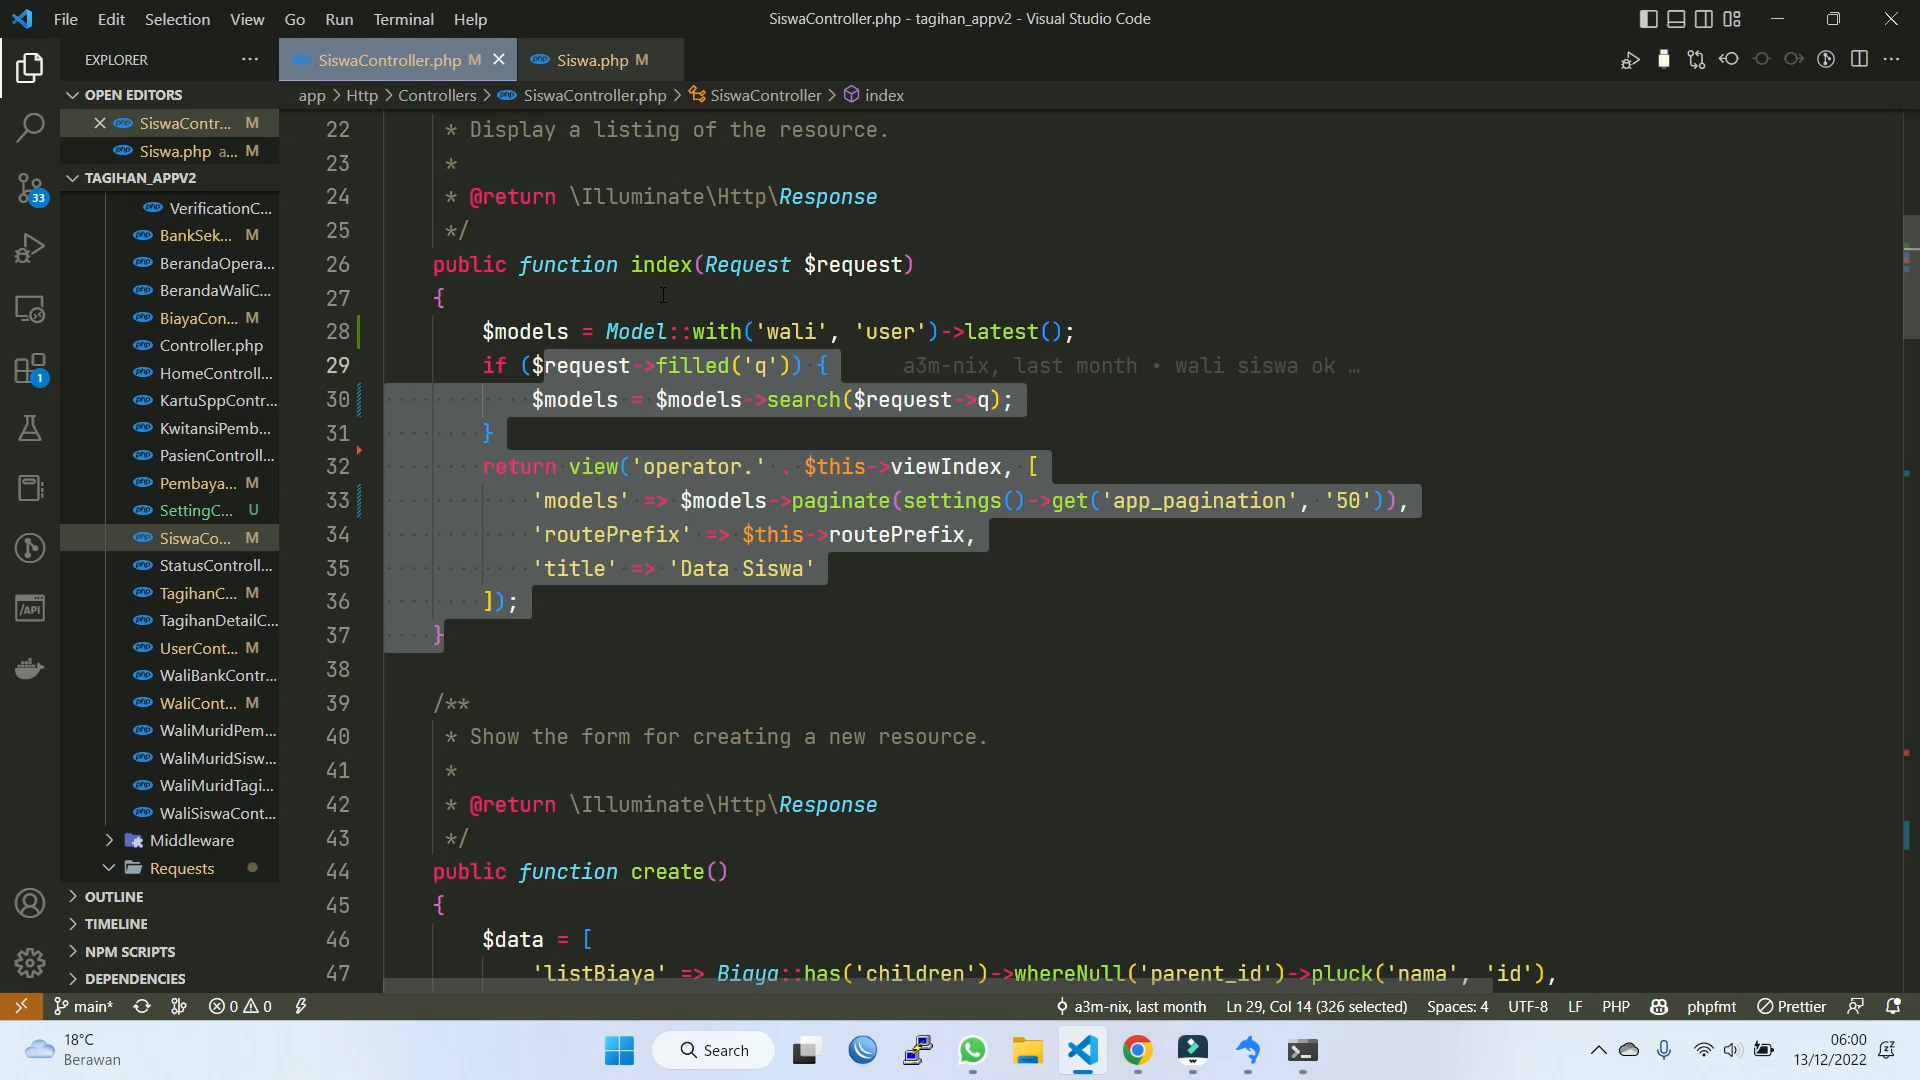 File Edit Selection View Go Run Terminal Help
SiswaController.php - tagihan_appv2 - Visual Studio Code
EXPLORER
SiswaController.php M
Siswa.php M
OPEN EDITORS
app > Http > Controllers > SiswaController.php > SiswaController > index
SiswaContr... M
Siswa.php a... M
TAGIHAN_APPV2
VerificationC...
BankSek... M
BerandaOpera...
BerandaWaliC...
BiayaCon... M
Controller.php
HomeControll...
KartuSppContr...
KwitansiPemb...
PasienControll...
Pembaya... M
SettingC... U
SiswaCo... M
StatusControll...
TagihanC... M
TagihanDetailC...
UserCont... M
WaliBankContr...
WaliCont... M
WaliMuridPem...
WaliMuridSisw...
WaliMuridTagi...
WaliSiswaCont...
Middleware
Requests
OUTLINE
TIMELINE
NPM SCRIPTS
DEPENDENCIES
33
1
/API
22 * Display a listing of the resource.
23 *
24 * @return \Illuminate\Http\Response
25 */
26 public function index(Request $request)
27 {
28 $models = Model::with('wali', 'user')->latest();
29 if ($request->filled('q')) { a3m-nix, last month • wali siswa ok …
30 $models = $models->search($request->q);
31 }
32 return view('operator.' . $this->viewIndex, [
33 'models' => $models->paginate(settings()->get('app_pagination', '50')),
34 'routePrefix' => $this->routePrefix,
35 'title' => 'Data Siswa'
36 ]);
37 }
38
39 /**
40 * Show the form for creating a new resource.
41 *
42 * @return \Illuminate\Http\Response
43 */
44 public function create()
45 {
46 $data = [
47 'listBiaya' => Biaya::has('children')->whereNull('parent_id')->pluck('nama', 'id'),
main* 0 0 a3m-nix, last month Ln 29, Col 14 (326 selected) Spaces: 4 UTF-8 LF PHP phpfmt Prettier
18°C
Berawan
Search
06:00
13/12/2022